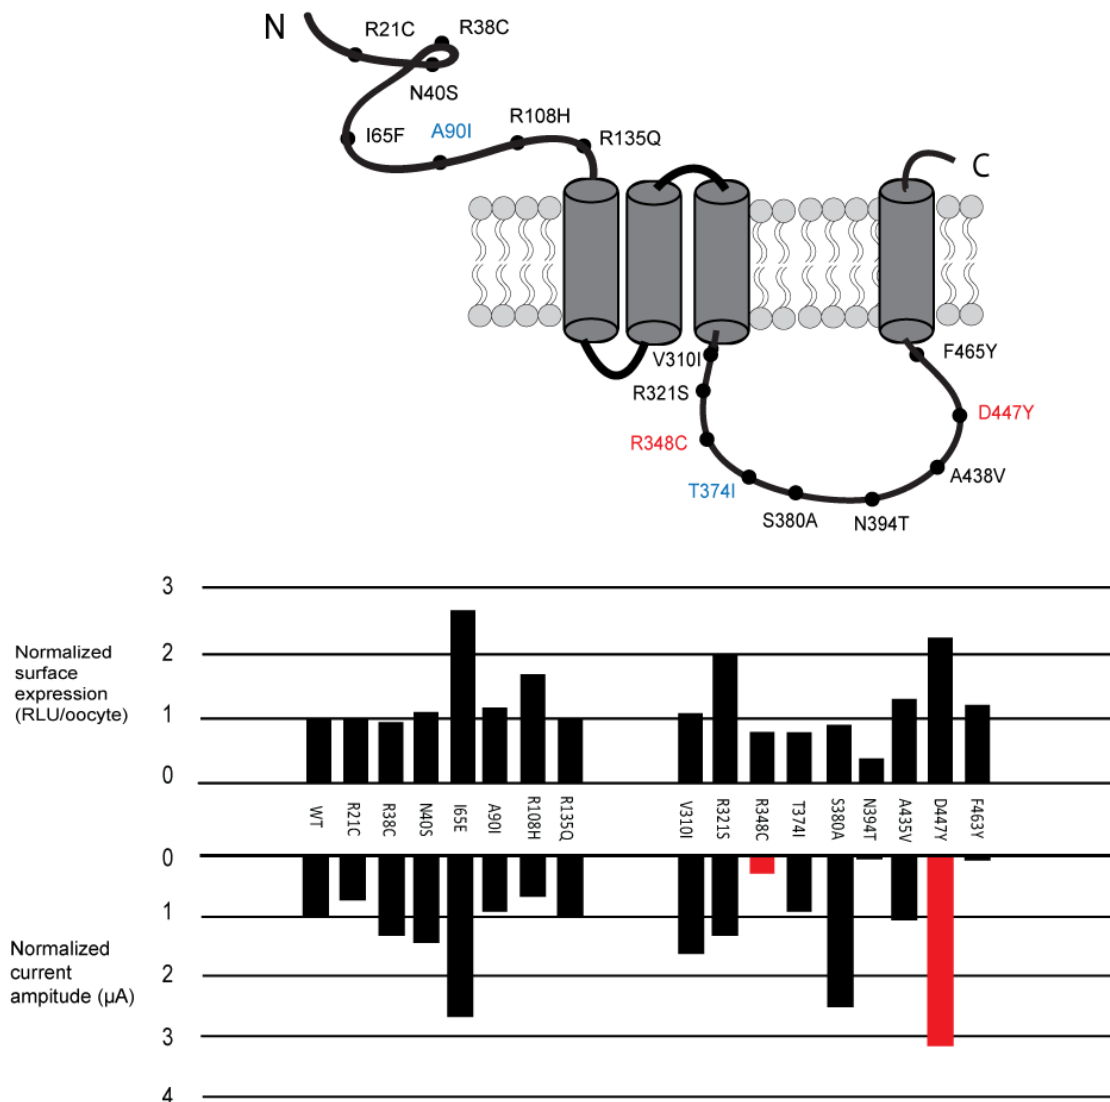 N
R21C
R38C
N40S
I65F
A90I
R108H
R135Q
C
V310I
F465Y
R321S
D447Y
R348C
A438V
T374I
S380A
N394T
3
2
1
0
Normalized
surface
expression
(RLU/oocyte)
WT
R21C
R38C
N40S
I65E
A90I
R108H
R135Q
V310I
R321S
R348C
T374I
S380A
N394T
A435V
D447Y
F463Y
0
1
2
3
4
Normalized
current
ampitude (µA)